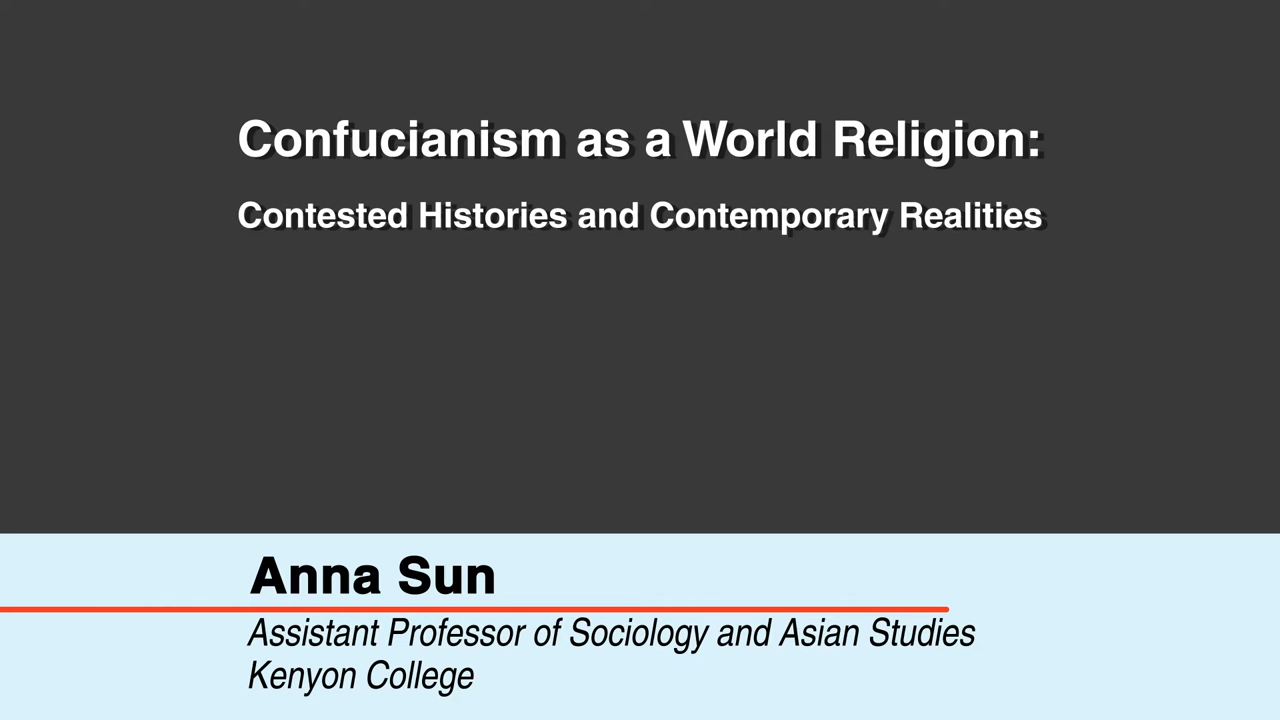 Confucianism as a World Religion:
Contested Histories and Contemporary Realities
Anna Sun
Assistant Professor of Sociology and Asian Studies
Kenyon College